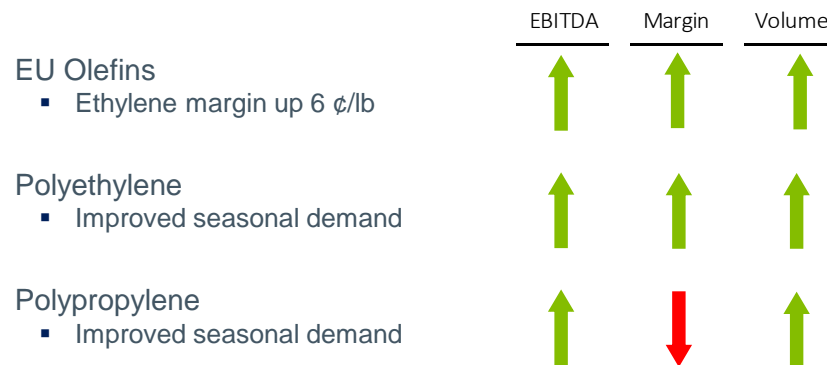 EBITDA Margin Volume
EU Olefins
▪ Ethylene margin up 6 ¢/lb
Polyethylene
▪ Improved seasonal demand
Polypropylene
▪ Improved seasonal demand